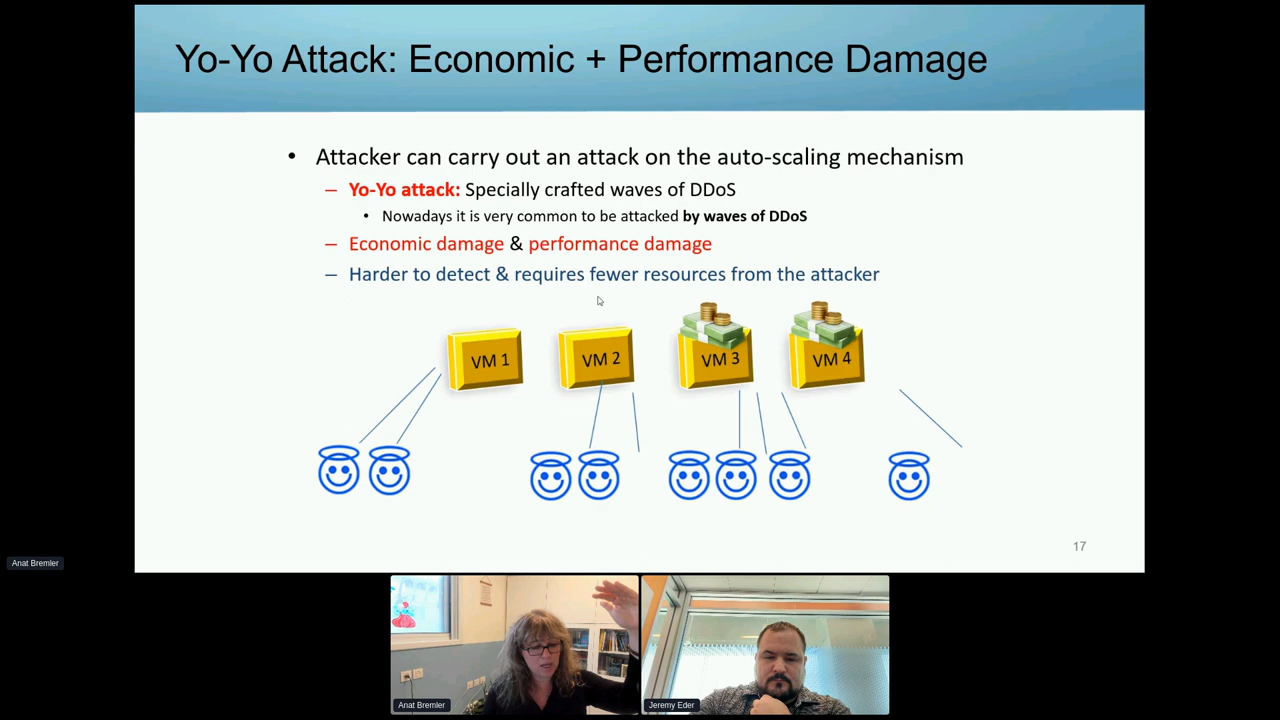 Yo-Yo Attack: Economic + Performance Damage
• Attacker can carry out an attack on the auto-scaling mechanism
– Yo-Yo attack: Specially crafted waves of DDoS
• Nowadays it is very common to be attacked by waves of DDoS
– Economic damage & performance damage
– Harder to detect & requires fewer resources from the attacker
VM 1
VM 2
VM 3
VM 4
17
Anat Bremler
Anat Bremler
Jeremy Eder